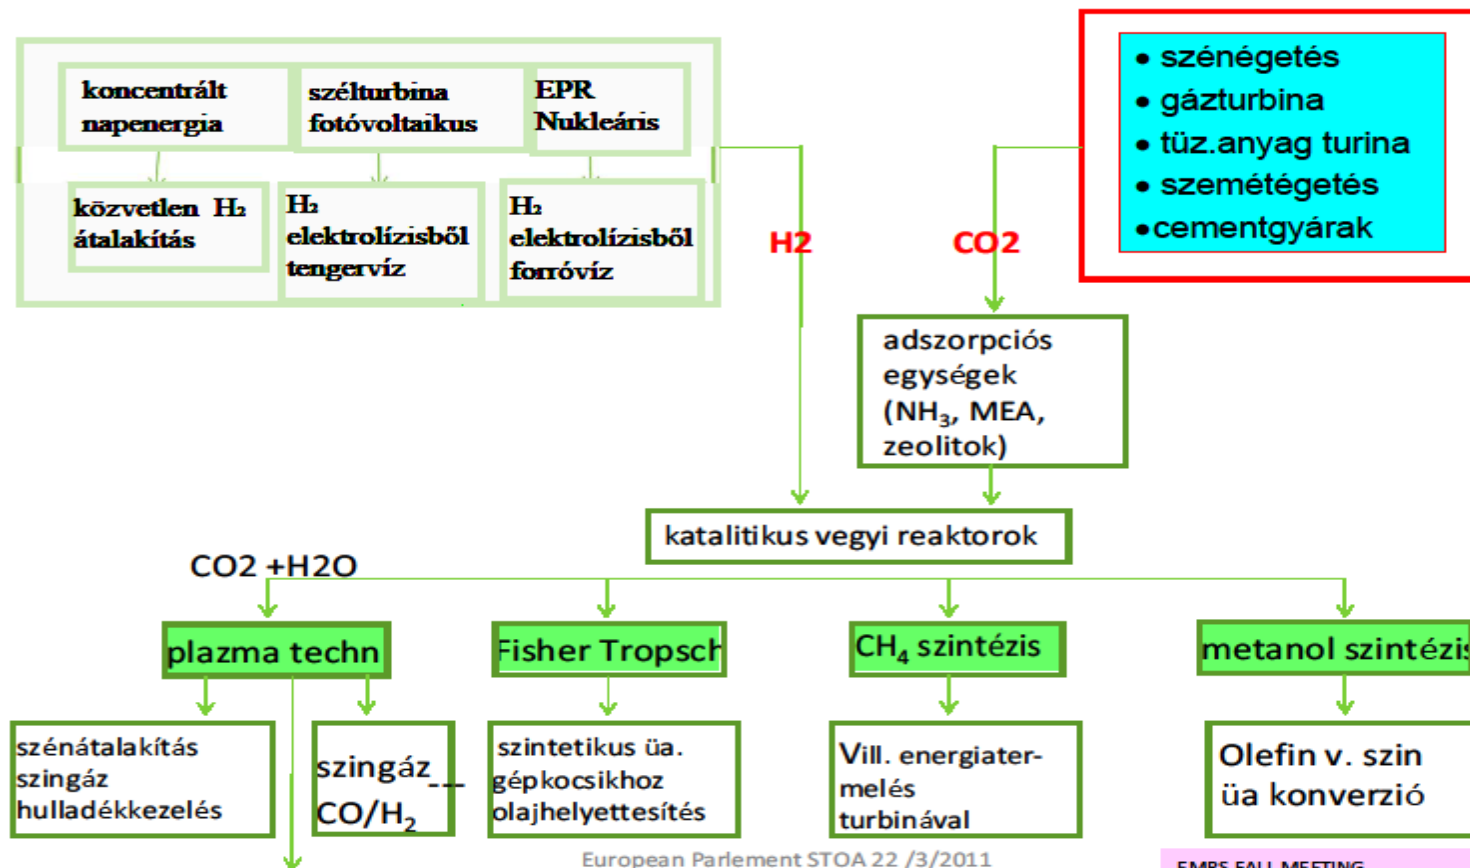 koncentrált
napenergia
szélturbina
fotóvoltaikus
EPR
Nukleáris
közvetlen H₂
átalakítás
H₂
elektrolízisből
tengervíz
H₂
elektrolízisből
forróvíz
H2
CO2
• szénégetés
• gázturbina
• tüz.anyag turina
• szemétégetés
•cementgyárak
adszorpciós
egységek
(NH₃, MEA,
zeolitok)
katalitikus vegyi reaktorok
CO2 +H2O
plazma techn
Fisher Tropsch
CH₄ szintézis
metanol szintézis
szénátalakítás
szingáz
hulladékkezelés
szingáz
---
CO/H₂
szintetikus üa.
gépkocsikhoz
olajhelyettesítés
Vill. energiater-
melés
turbinával
Olefin v. szin
üa konverzió
European Parlement STOA 22 /3/2011
EMRS FALL MEETING